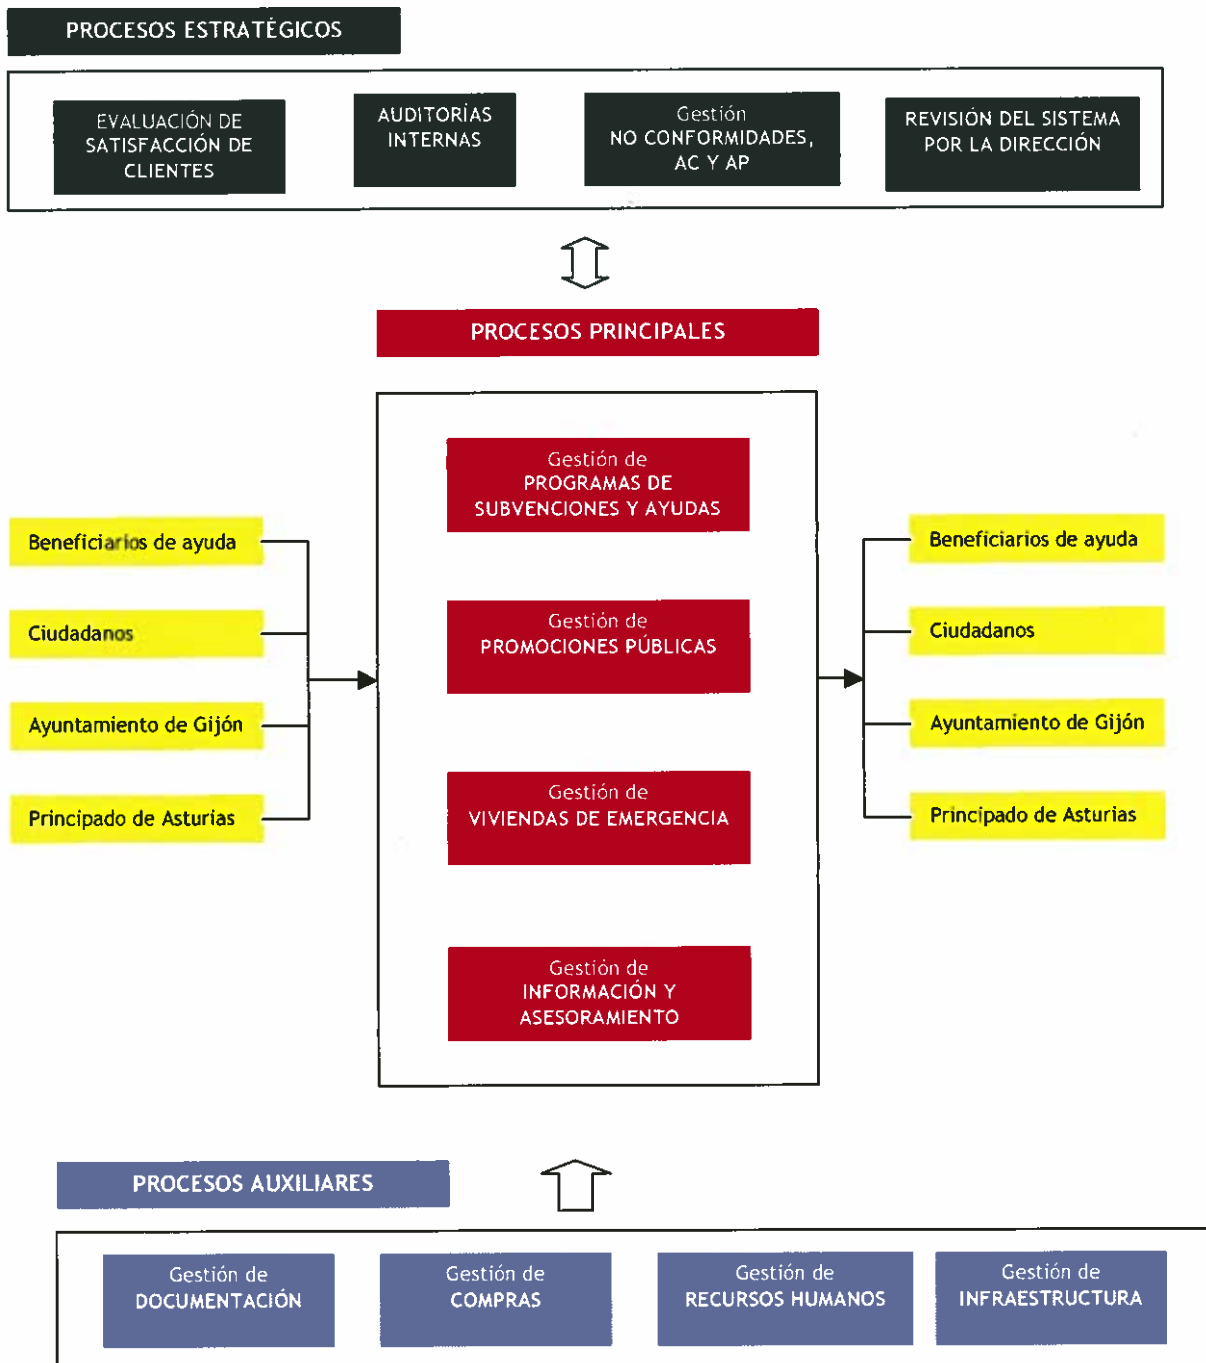 PROCESOS ESTRATÉGICOS
EVALUACIÓN DE
SATISFACCIÓN DE
CLIENTES
AUDITORÍAS
INTERNAS
Gestión
NO CONFORMIDADES,
AC Y AP
REVISIÓN DEL SISTEMA
POR LA DIRECCIÓN
PROCESOS PRINCIPALES
Gestión de
PROGRAMAS DE
SUBVENCIONES Y AYUDAS
Gestión de
PROMOCIONES PÚBLICAS
Gestión de
VIVIENDAS DE EMERGENCIA
Gestión de
INFORMACIÓN Y
ASESORAMIENTO
Beneficiarios de ayuda
Ciudadanos
Ayuntamiento de Gijón
Principado de Asturias
Beneficiarios de ayuda
Ciudadanos
Ayuntamiento de Gijón
Principado de Asturias
PROCESOS AUXILIARES
Gestión de
DOCUMENTACIÓN
Gestión de
COMPRAS
Gestión de
RECURSOS HUMANOS
Gestión de
INFRAESTRUCTURA